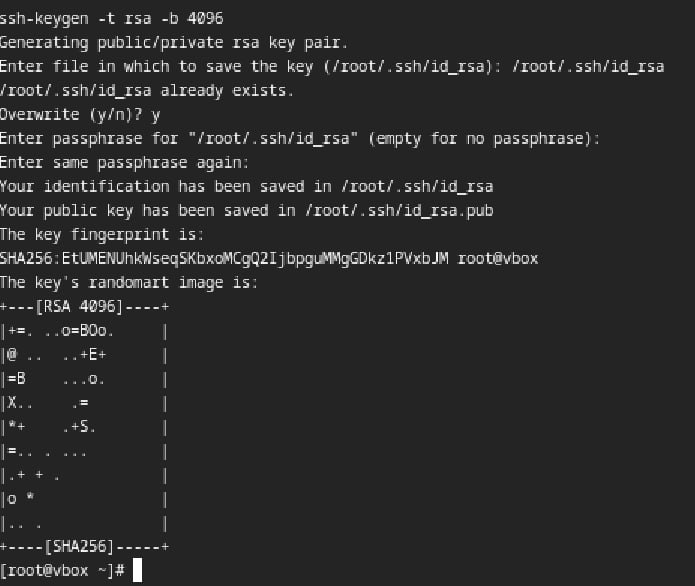 ssh-keygen -t rsa -b 4096
Generating public/private rsa key pair.
Enter file in which to save the key (/root/.ssh/id_rsa): /root/.ssh/id_rsa
/root/.ssh/id_rsa already exists.
Overwrite (y/n)? y
Enter passphrase for "/root/.ssh/id_rsa" (empty for no passphrase):
Enter same passphrase again:
Your identification has been saved in /root/.ssh/id_rsa
Your public key has been saved in /root/.ssh/id_rsa.pub
The key fingerprint is:
SHA256:EtUMENUhkWseqSKbxoMCgQ2IjbpguMMgGDkz1PVxbJM root@vbox
The key's randomart image is:
+---[RSA 4096]----+
|+=. ..o=BOo.     |
|@ ..  ..+E+      |
|=B    ...o.      |
|X..    .=        |
|*+    .+S.       |
|=.. . ...        |
|.+ + .           |
|o *              |
|.. .             |
+----[SHA256]-----+
[root@vbox ~]#